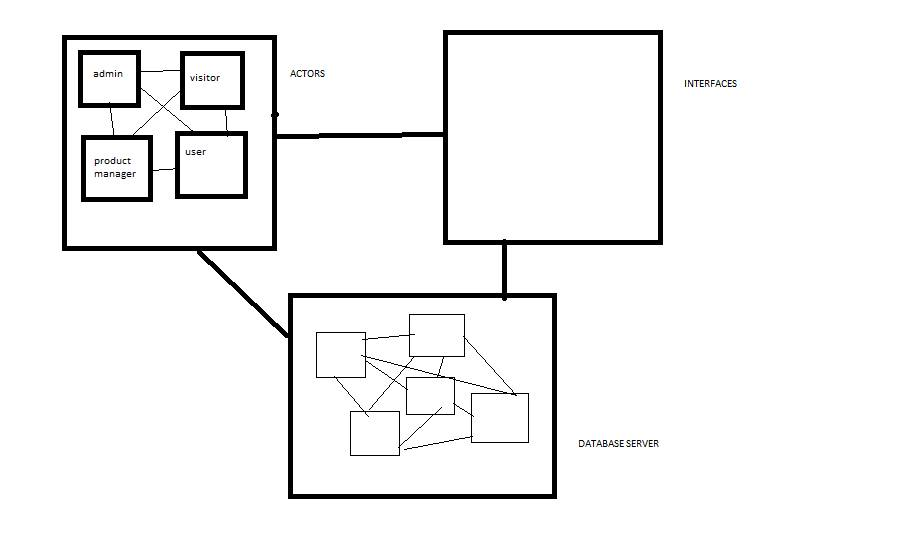 admin
visitor
ACTORS
INTERFACES
product
manager
user
DATABASE SERVER